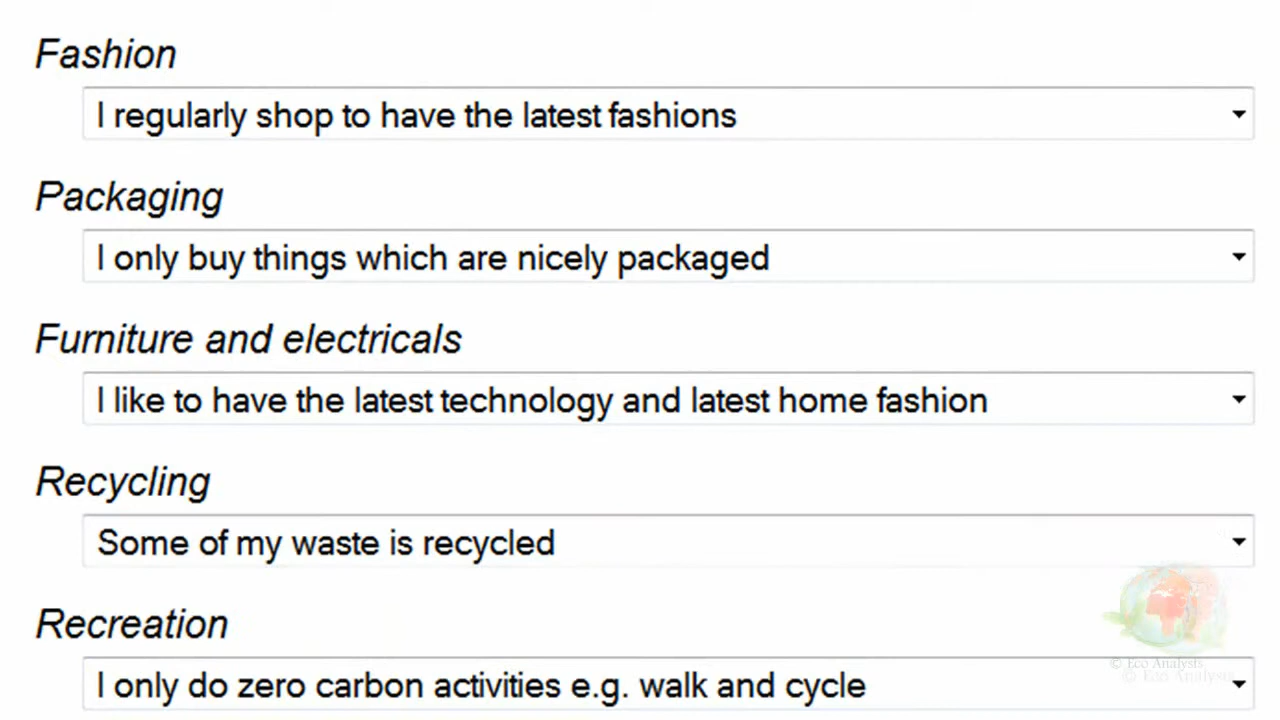 Fashion
I regularly shop to have the latest fashions
Packaging
I only buy things which are nicely packaged
Furniture and electricals
I like to have the latest technology and latest home fashion
Recycling
Some of my waste is recycled
Recreation
© Eco Analysts
© Eco Analysts
I only do zero carbon activities e.g. walk and cycle